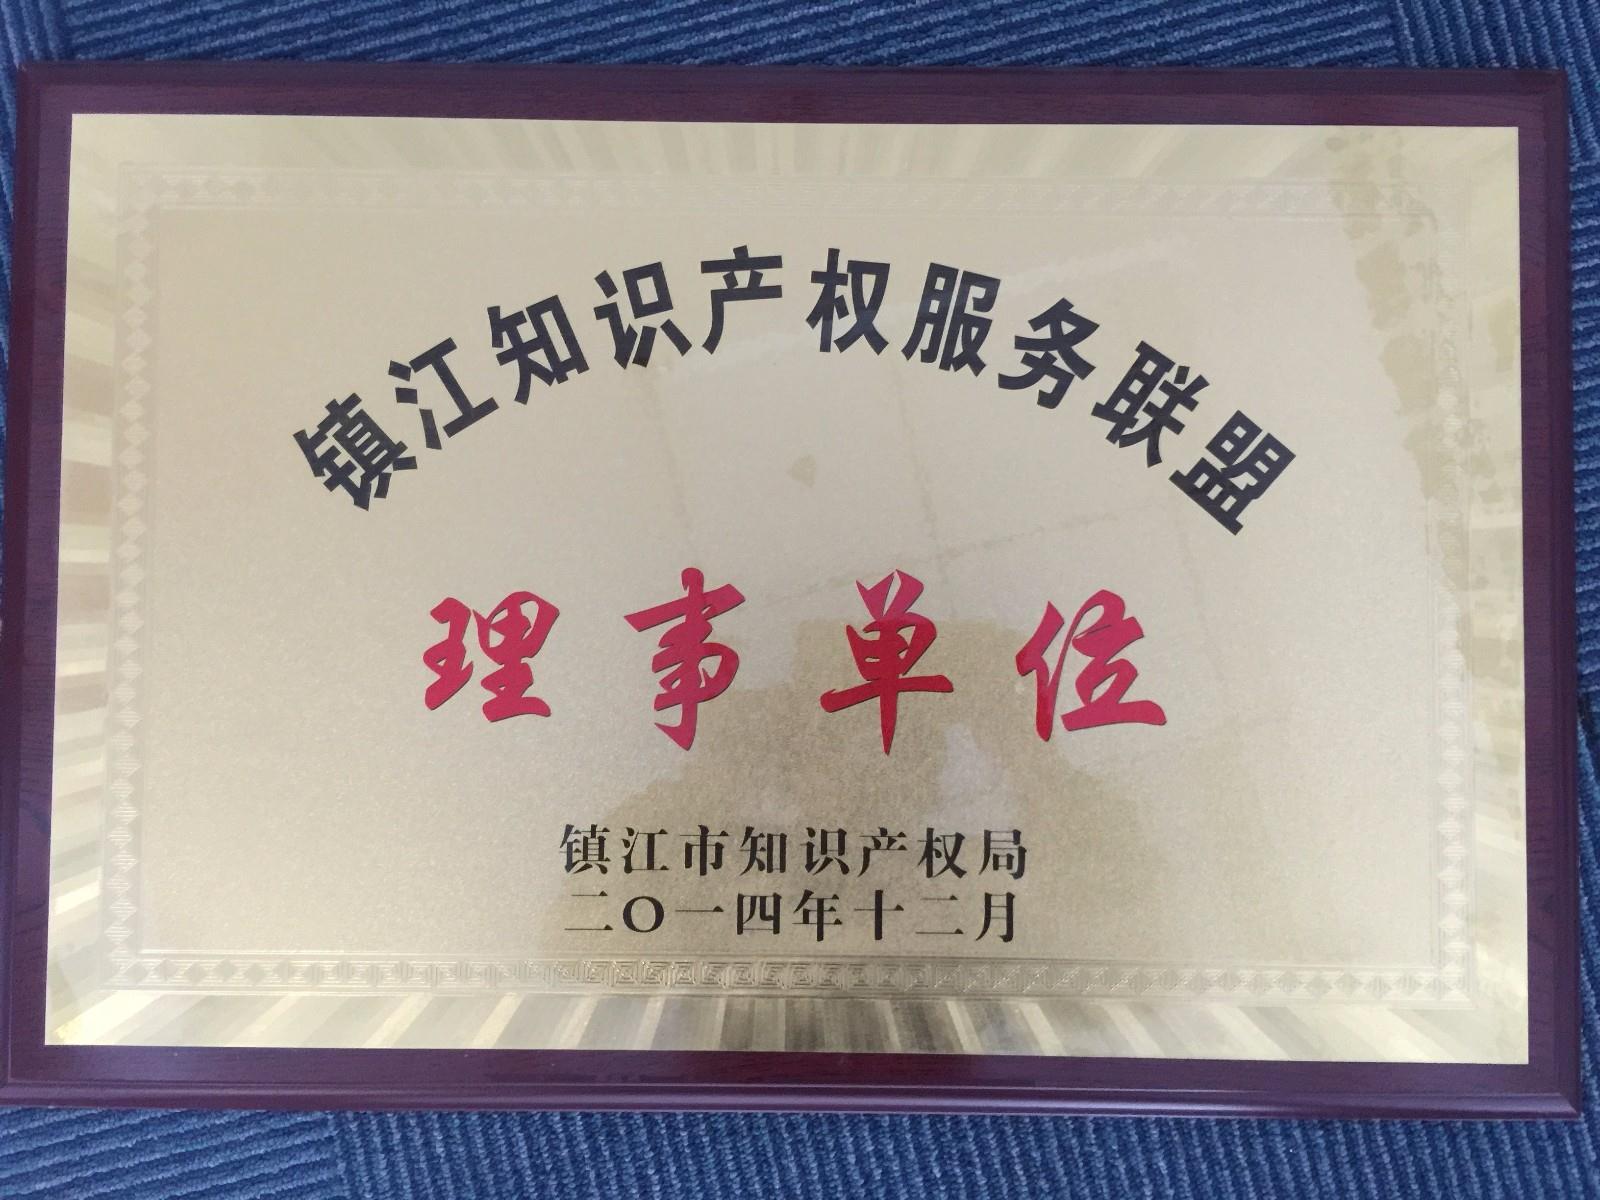 镇江知识产权服务联盟
理事单位
镇江市知识产权局
二〇一四年十二月